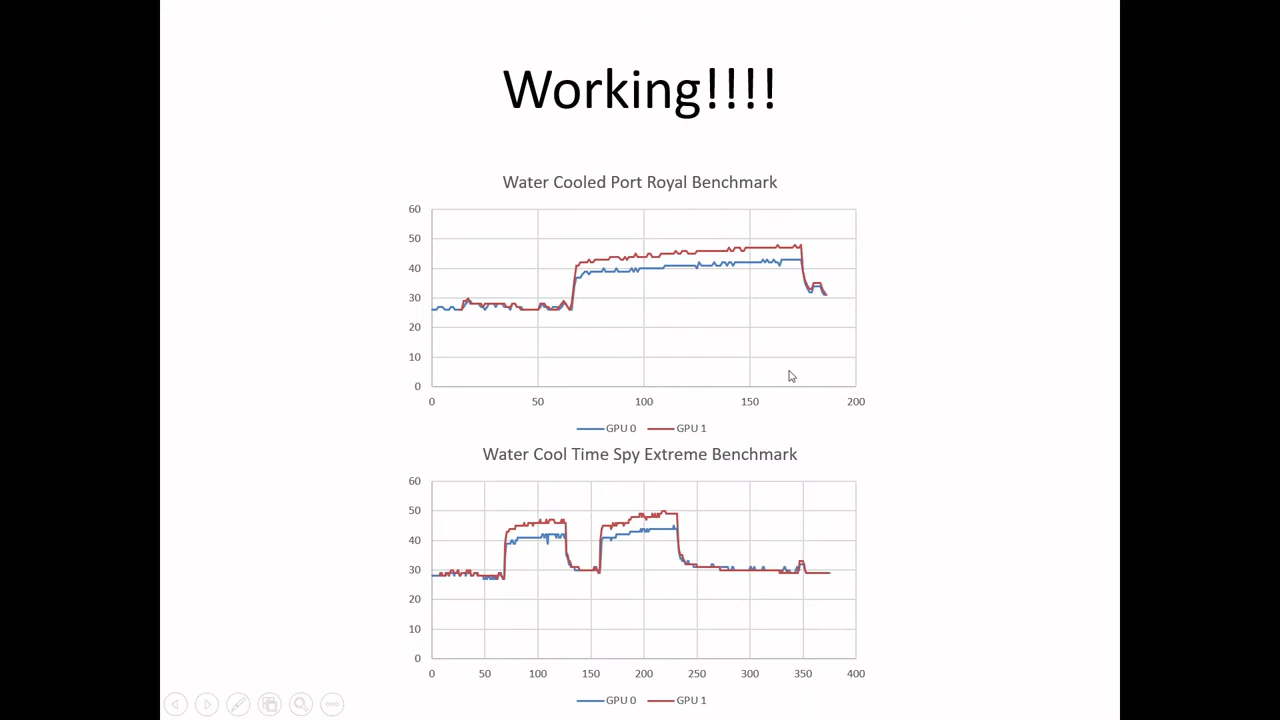 Working!!!!
Water Cooled Port Royal Benchmark
60
50
40
30
20
10
0
0 50 100 150 200
GPU 0 GPU 1
Water Cool Time Spy Extreme Benchmark
60
50
40
30
20
10
0
0 50 100 150 200 250 300 350 400
GPU 0 GPU 1